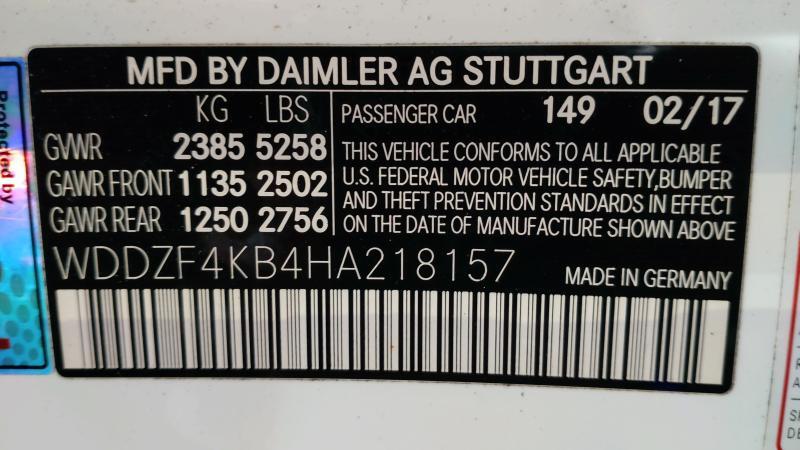 MFD BY DAIMLER AG STUTTGART
KG LBS
GVWR 2385 5258
GAWR FRONT 1135 2502
GAWR REAR 1250 2756
PASSENGER CAR 149 02/17
THIS VEHICLE CONFORMS TO ALL APPLICABLE
U.S. FEDERAL MOTOR VEHICLE SAFETY,BUMPER
AND THEFT PREVENTION STANDARDS IN EFFECT
ON THE DATE OF MANUFACTURE SHOWN ABOVE
WDDZF4KB4HA218157
MADE IN GERMANY
Protected by